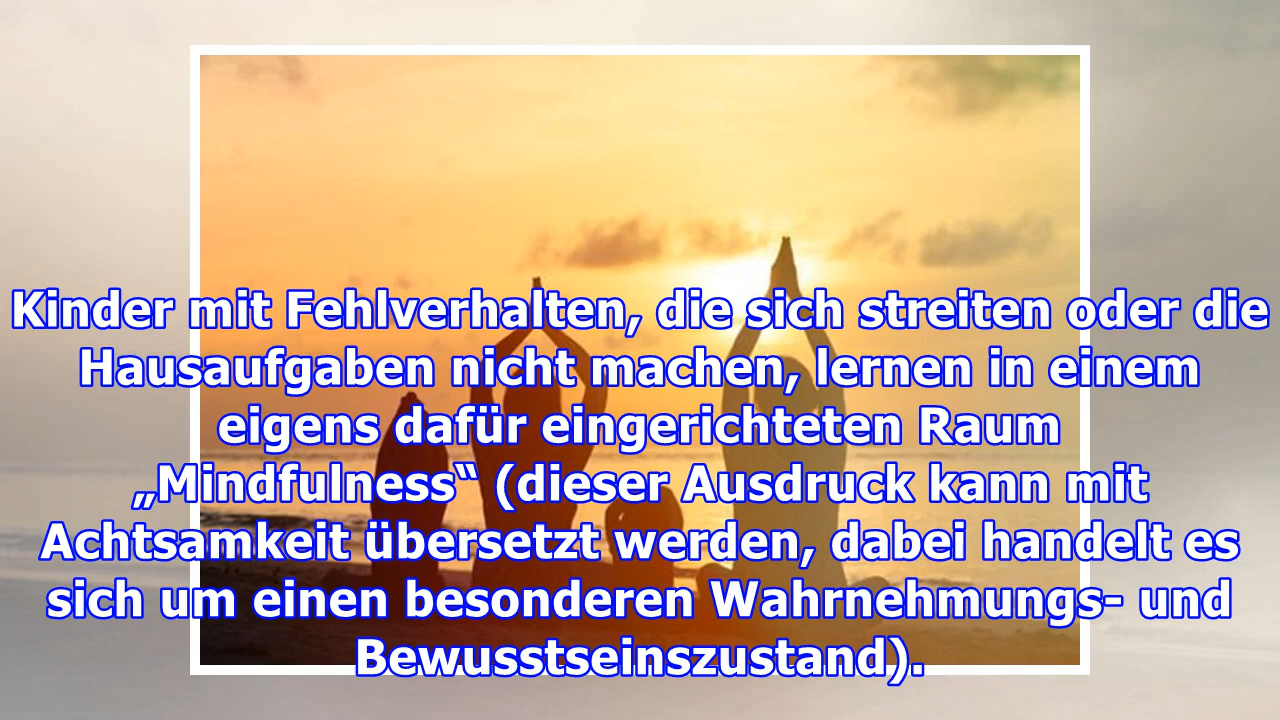 Kinder mit Fehlverhalten, die sich streiten oder die
Hausaufgaben nicht machen, lernen in einem
eigens dafür eingerichteten Raum
„Mindfulness“ (dieser Ausdruck kann mit
Achtsamkeit übersetzt werden, dabei handelt es
sich um einen besonderen Wahrnehmungs- und
Bewusstseinszustand).